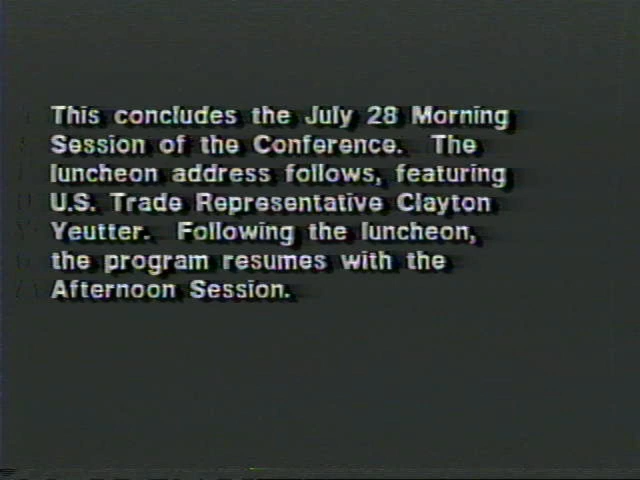 This concludes the July 28 Morning
Session of the Conference.  The
luncheon address follows, featuring
U.S. Trade Representative Clayton
Yeutter.  Following the luncheon,
the program resumes with the
Afternoon Session.